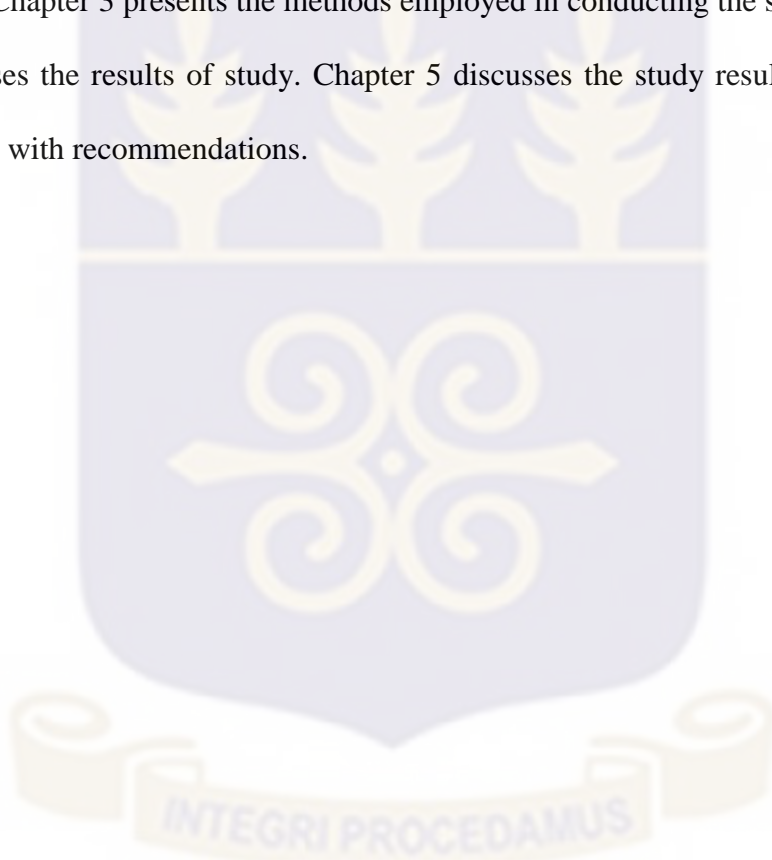 Chapter 3 presents the methods employed in conducting the s
ses the results of study. Chapter 5 discusses the study resul
with recommendations.
INTEGRI PROCEDAMUS